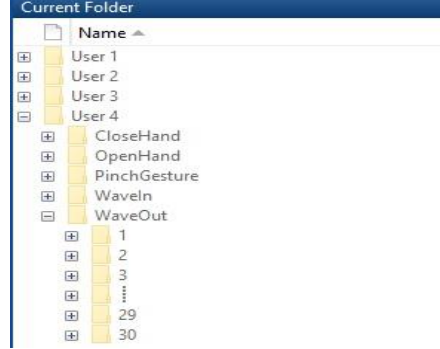 Current Folder
Name
User 1
User 2
User 3
User 4
CloseHand
OpenHand
PinchGesture
WaveIn
WaveOut
1
2
3
⋮
29
30